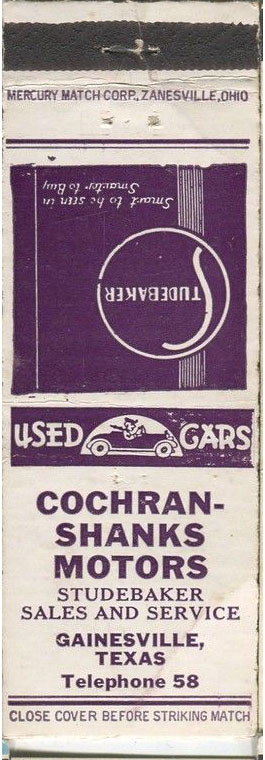 MERCURY MATCH CORP., ZANESVILLE, OHIO
Smart to be seen in
Smarter to Buy
STUDEBAKER
USED CARS
COCHRAN-
SHANKS
MOTORS
STUDEBAKER
SALES AND SERVICE
GAINESVILLE,
TEXAS
Telephone 58
CLOSE COVER BEFORE STRIKING MATCH